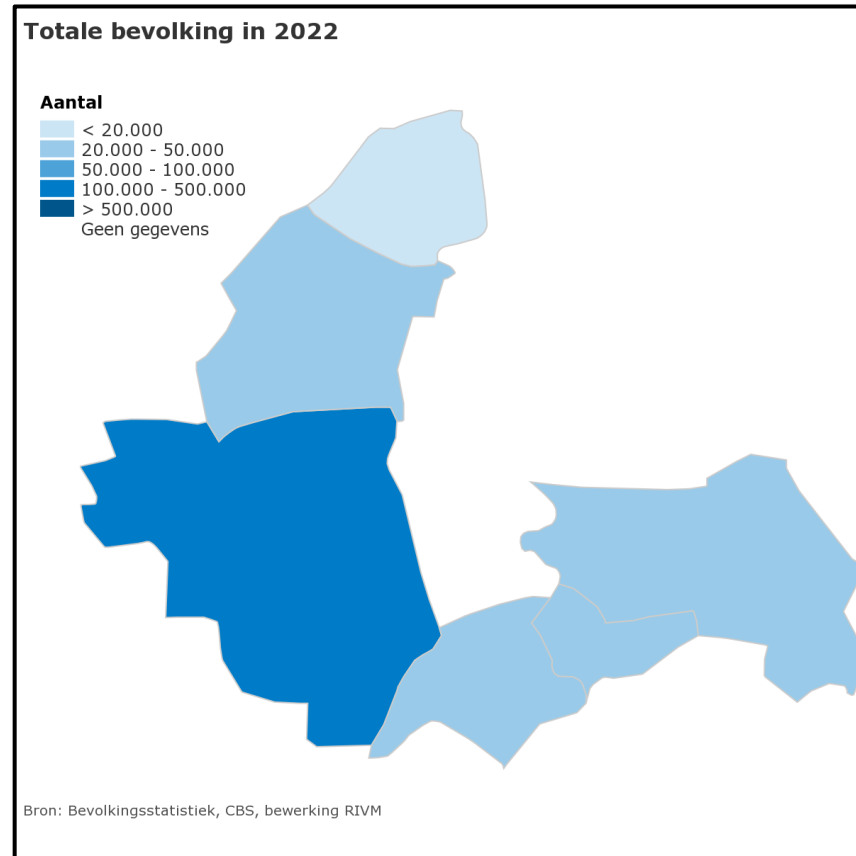 Totale bevolking in 2022
Aantal
< 20.000
20.000 - 50.000
50.000 - 100.000
100.000 - 500.000
> 500.000
Geen gegevens
Bron: Bevolkingsstatistiek, CBS, bewerking RIVM